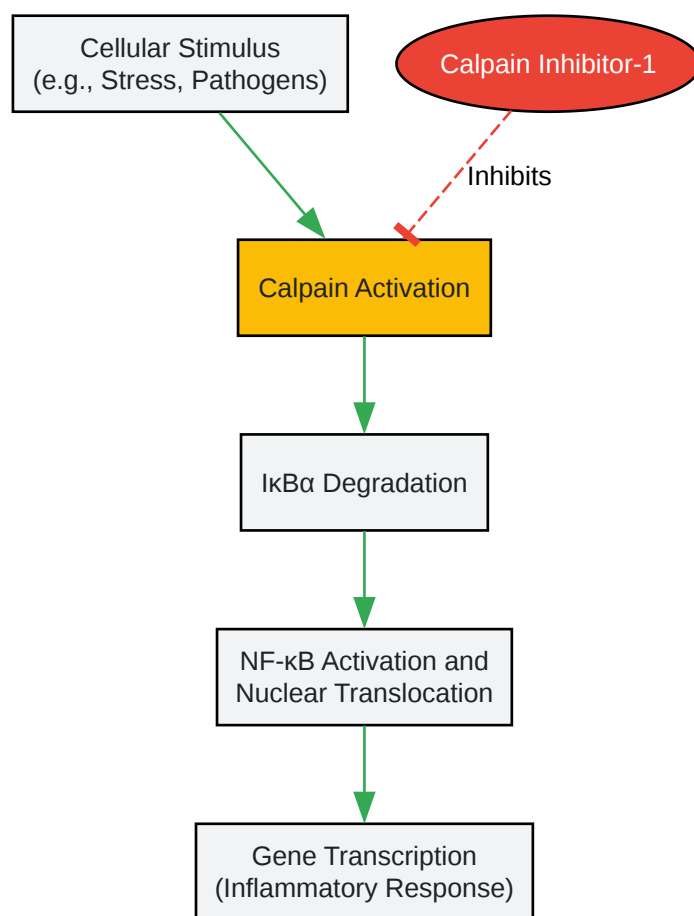 Cellular Stimulus
(e.g., Stress, Pathogens)
Calpain Inhibitor-1
Inhibits
Calpain Activation
IκBα Degradation
NF-κB Activation and
Nuclear Translocation
Gene Transcription
(Inflammatory Response)